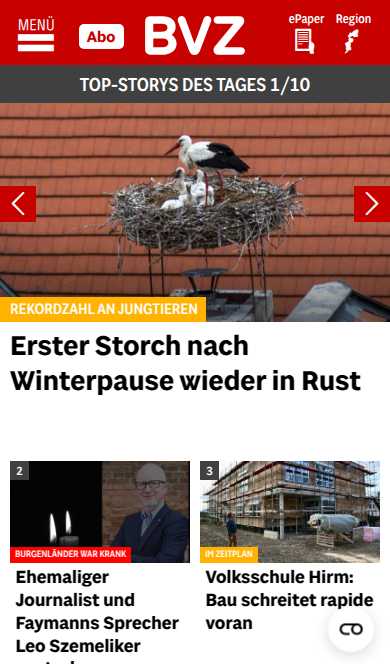 MENÜ
Abo
BVZ
ePaper
Region
TOP-STORYS DES TAGES 1/10
REKORDZAHL AN JUNGTIEREN
Erster Storch nach
Winterpause wieder in Rust
2
BURGENLÄNDER WAR KRANK
Ehemaliger
Journalist und
Faymanns Sprecher
Leo Szemeliker
3
IM ZEITPLAN
Volksschule Hirm:
Bau schreitet rapide
voran